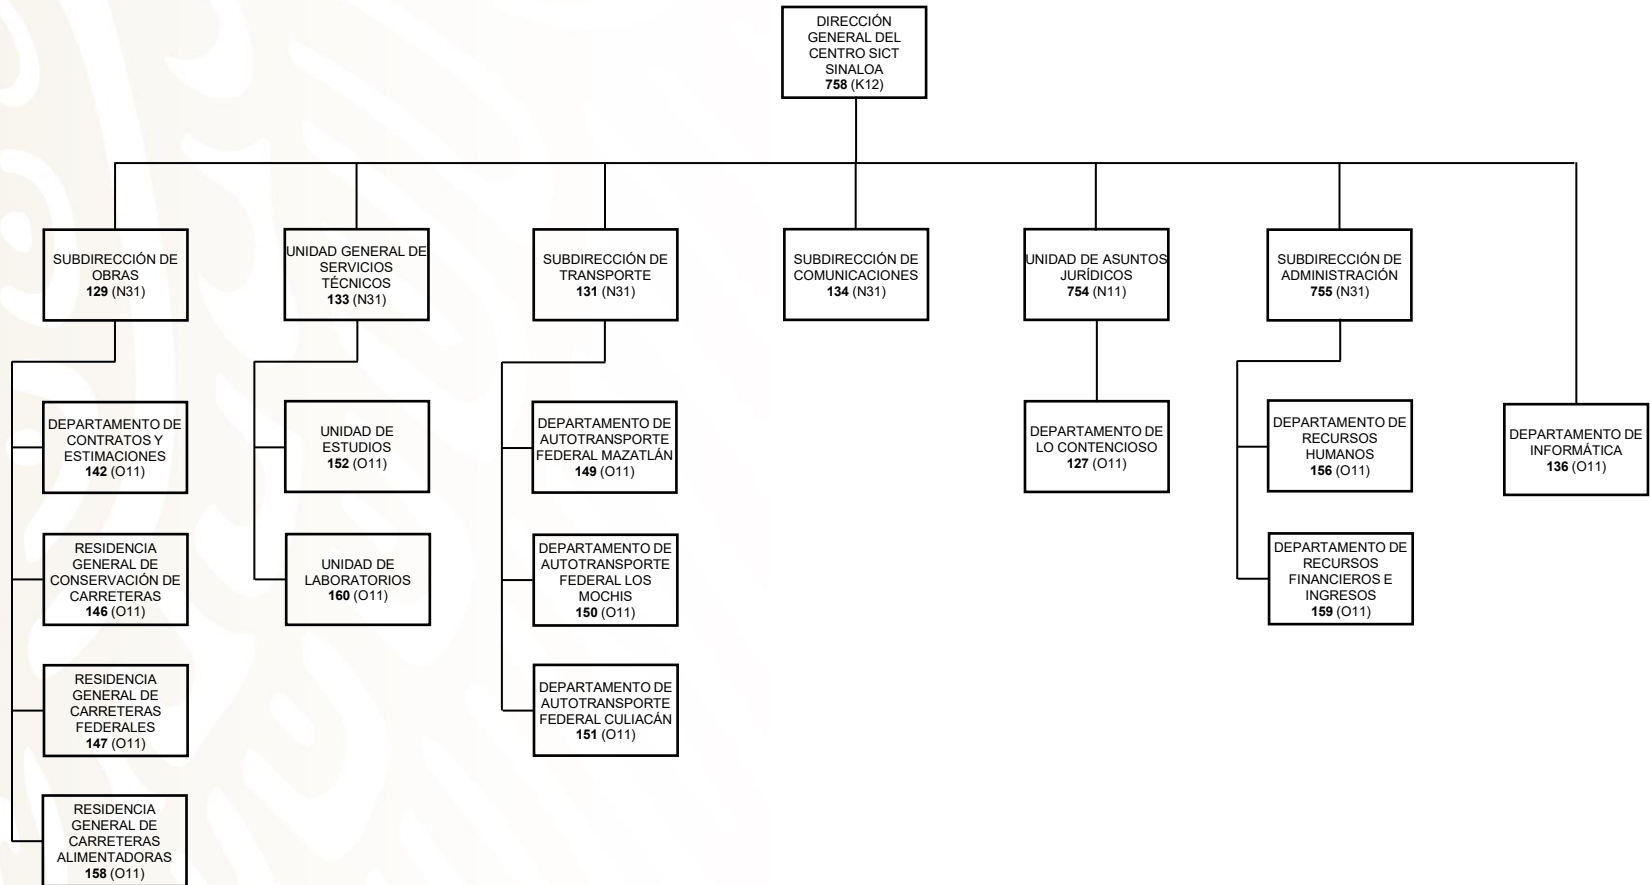 DIRECCIÓN
GENERAL DEL
CENTRO SICT
SINALOA
758 (K12)
SUBDIRECCIÓN DE
OBRAS
129 (N31)
UNIDAD GENERAL DE
SERVICIOS
TÉCNICOS
133 (N31)
SUBDIRECCIÓN DE
TRANSPORTE
131 (N31)
SUBDIRECCIÓN DE
COMUNICACIONES
134 (N31)
UNIDAD DE ASUNTOS
JURÍDICOS
754 (N11)
SUBDIRECCIÓN DE
ADMINISTRACIÓN
755 (N31)
DEPARTAMENTO DE
CONTRATOS Y
ESTIMACIONES
142 (O11)
UNIDAD DE
ESTUDIOS
152 (O11)
DEPARTAMENTO DE
AUTOTRANSPORTE
FEDERAL MAZATLÁN
149 (O11)
DEPARTAMENTO DE
LO CONTENCIOSO
127 (O11)
DEPARTAMENTO DE
RECURSOS
HUMANOS
156 (O11)
DEPARTAMENTO DE
INFORMÁTICA
136 (O11)
RESIDENCIA
GENERAL DE
CONSERVACIÓN DE
CARRETERAS
146 (O11)
UNIDAD DE
LABORATORIOS
160 (O11)
DEPARTAMENTO DE
AUTOTRANSPORTE
FEDERAL LOS
MOCHIS
150 (O11)
DEPARTAMENTO DE
RECURSOS
FINANCIEROS E
INGRESOS
159 (O11)
RESIDENCIA
GENERAL DE
CARRETERAS
FEDERALES
147 (O11)
DEPARTAMENTO DE
AUTOTRANSPORTE
FEDERAL CULIACÁN
151 (O11)
RESIDENCIA
GENERAL DE
CARRETERAS
ALIMENTADORAS
158 (O11)